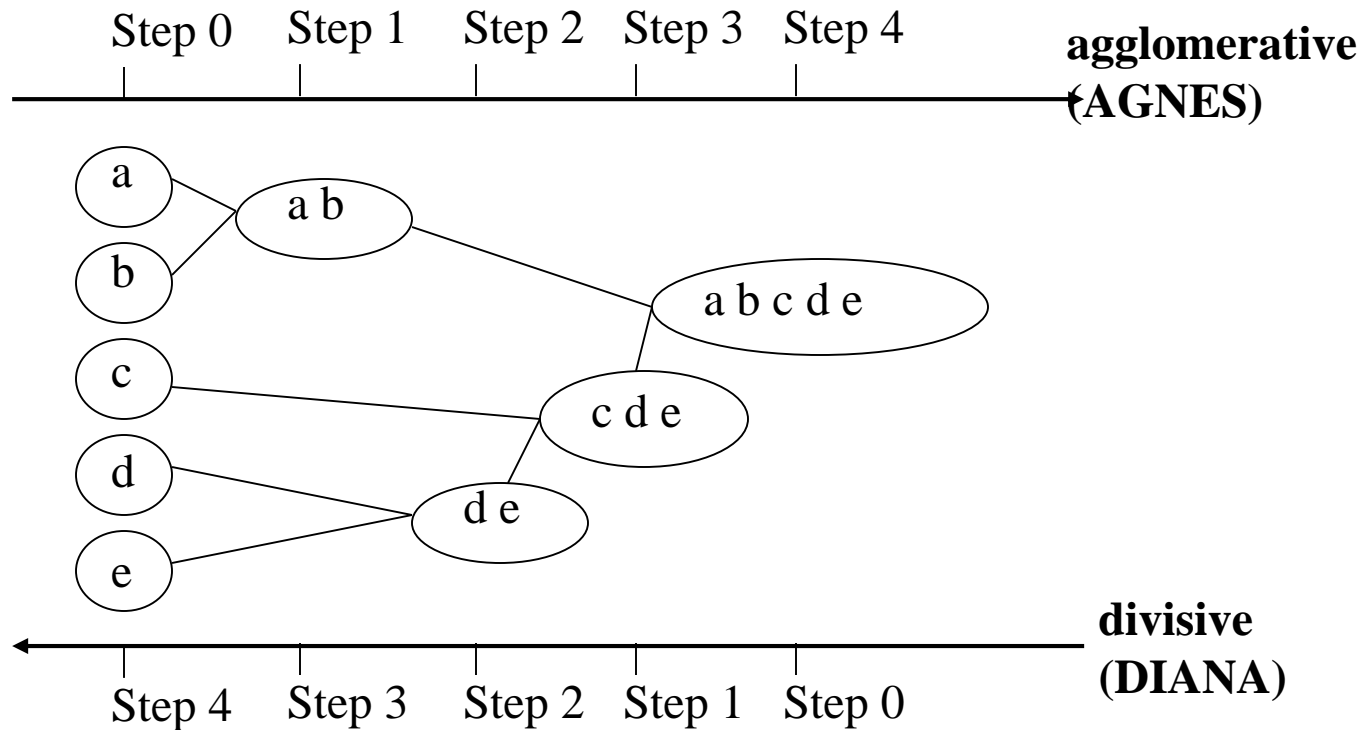 Step 0 Step 1 Step 2 Step 3 Step 4
agglomerative
(AGNES)
a
a b
b
a b c d e
c
c d e
d
d e
e
divisive
(DIANA)
Step 4 Step 3 Step 2 Step 1 Step 0